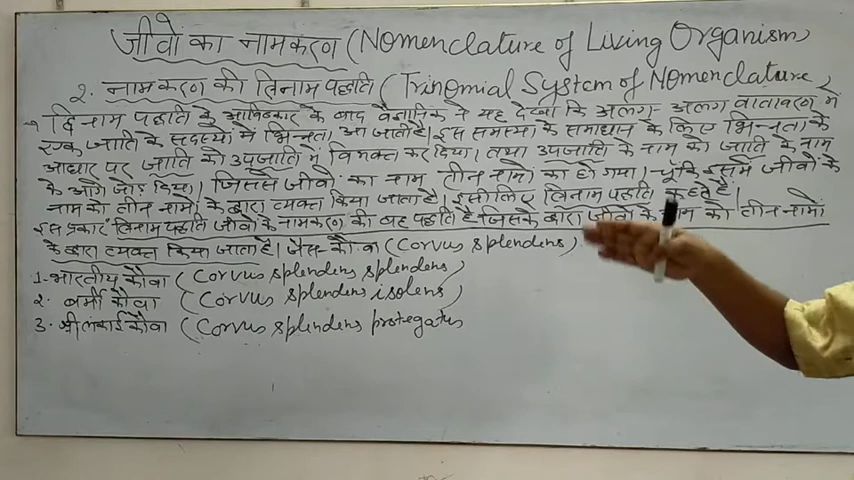 जीवों का नामकरण (Nomenclature of Living Organism)
२. नामकरण की त्रिनाम पद्धति (Trinomial System of Nomenclature)
→ द्विनाम पद्धति के आविष्कार के बाद वैज्ञानिक ने यह देखा कि अलग-अलग वातावरण में
एक जाति के सदस्यों में भिन्नता आ जाती है। इस समस्या के समाधान के लिए भिन्नता के
आधार पर जाति को उपजाति में विभक्त कर दिया। तथा उपजाति के नाम को जाति के नाम
के आगे जोड़ दिया। जिससे जीवों का नाम तीन नामों का हो गया। चूँकि इसमें जीवों के
नाम को तीन नामों के द्वारा व्यक्त किया जाता है। इसीलिए त्रिनाम पद्धति कहते हैं।
इस प्रकार त्रिनाम पद्धति जीवों के नामकरण की वह पद्धति है जिसके द्वारा जीवों के नाम को तीन नामों
के द्वारा व्यक्त किया जाता है। जैसे- कौवा (Corvus splendens)
1. भारतीय कौवा (Corvus splendens splendens)
२. बर्मी कौवा (Corvus splendens isolens)
3. श्रीलंकाई कौवा (Corvus splendens protegatus